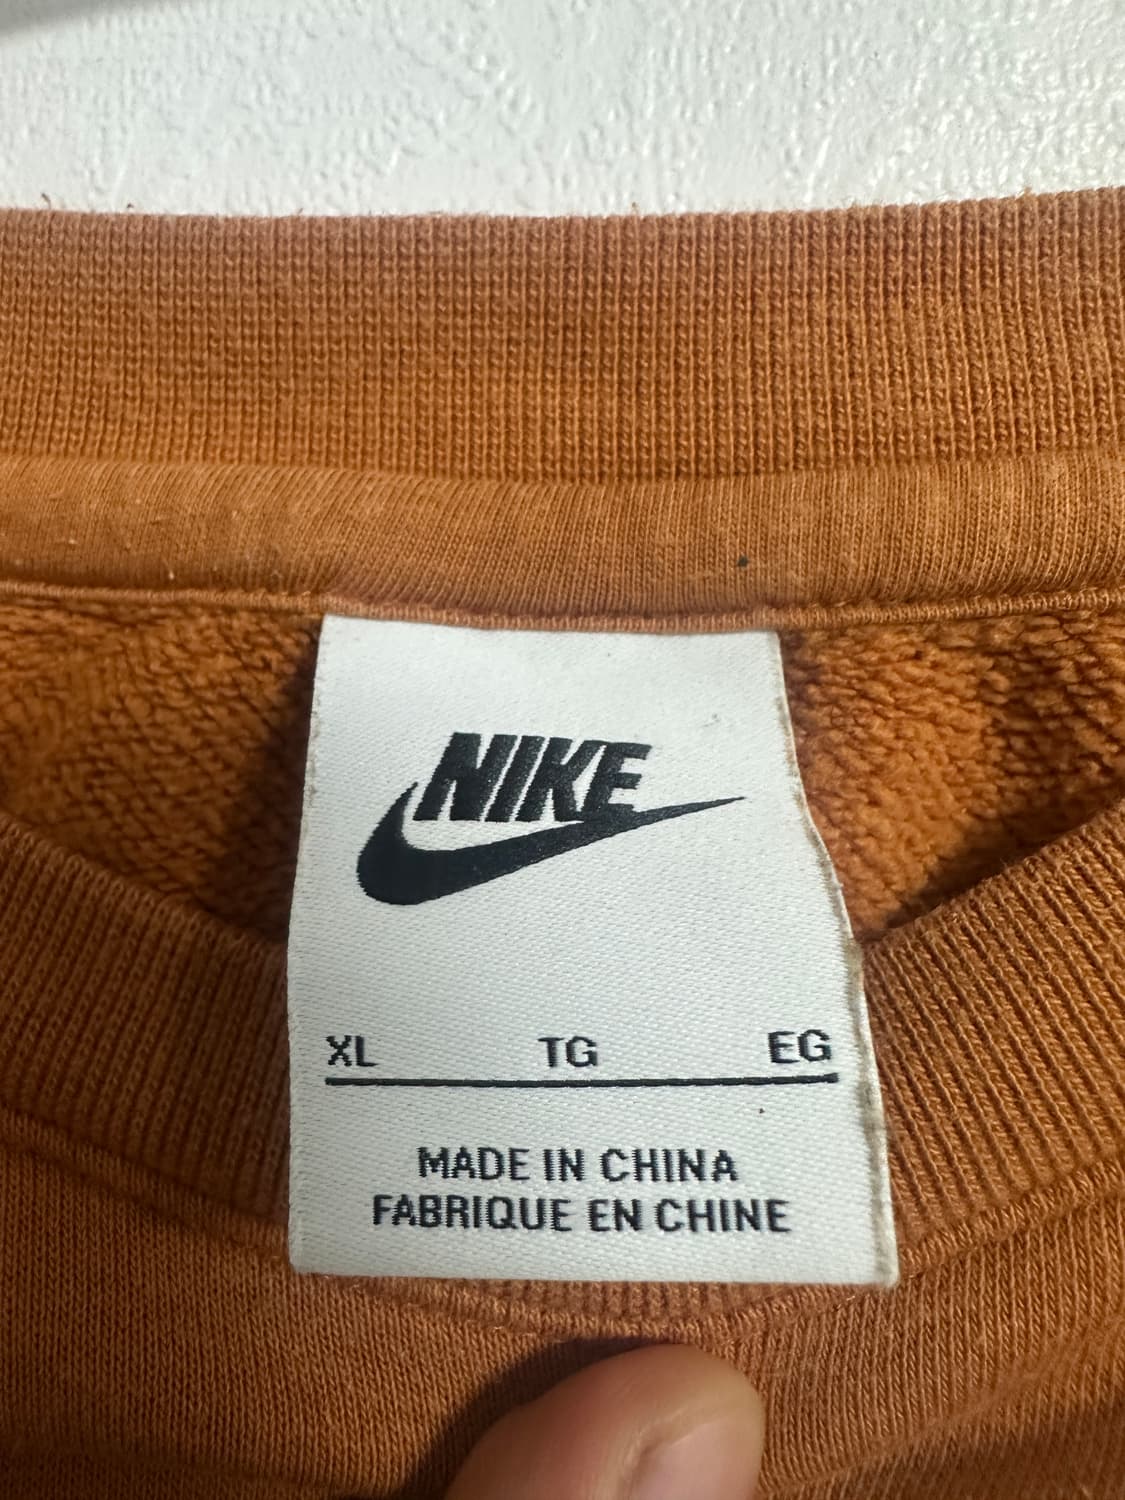 NIKE
XL TG EG
MADE IN CHINA
FABRIQUE EN CHINE